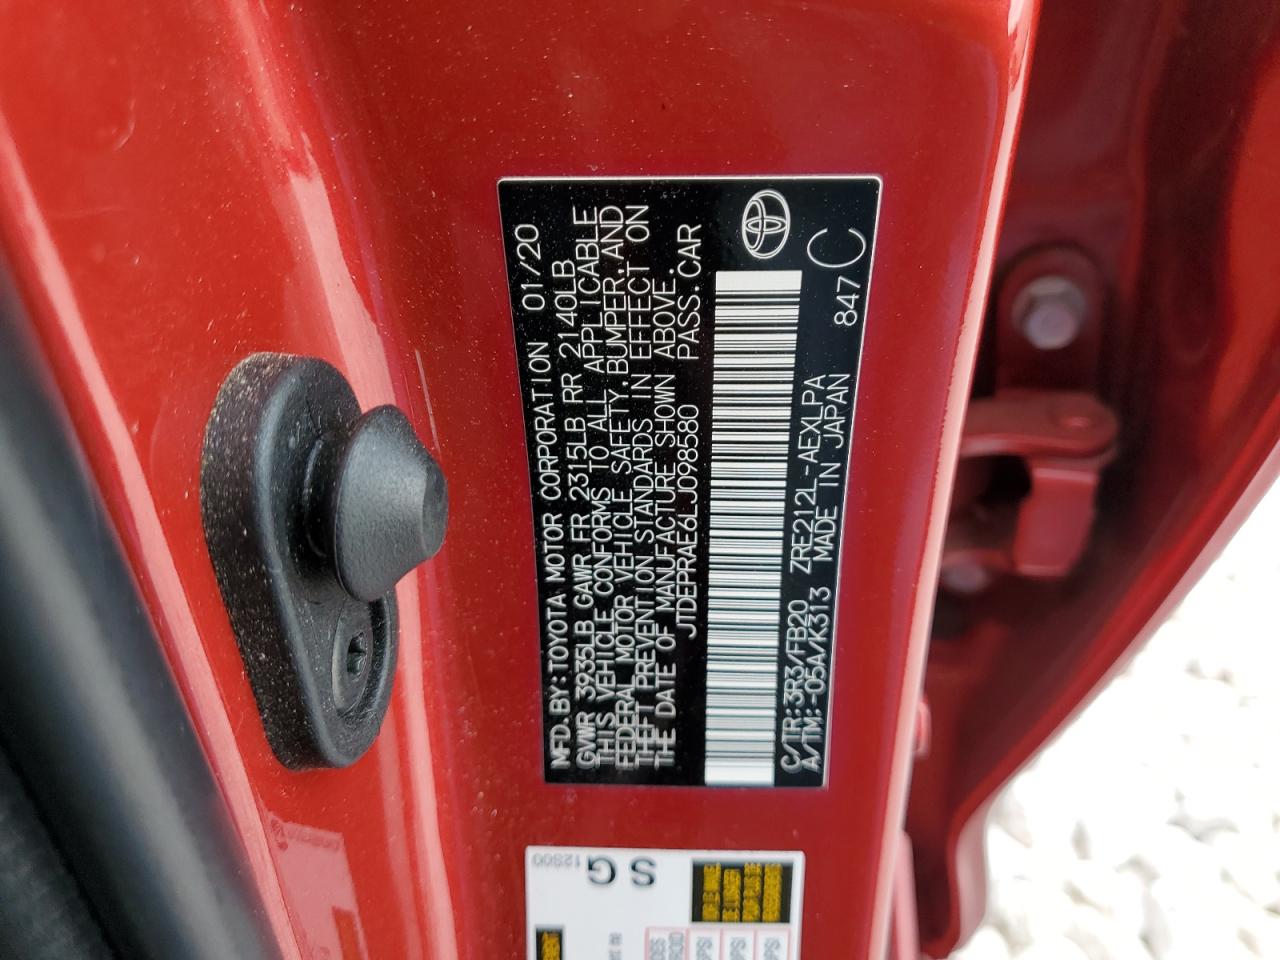 MFD.BY:TOYOTA MOTOR CORPORATION 01/20
GVWR 3935LB GAWR FR 2315LB RR 2140LB
THIS VEHICLE CONFORMS TO ALL APPLICABLE
FEDERAL MOTOR VEHICLE SAFETY,BUMPER,AND
THEFT PREVENTION STANDARDS IN EFFECT ON
THE DATE OF MANUFACTURE SHOWN ABOVE.
JTDEPRAE6LJ098580 PASS.CAR
C/TR:3R3/FB20 ZRE212L-AEXLPA
A/TM:-05A/K313 MADE IN JAPAN 847 C
S G
12S00